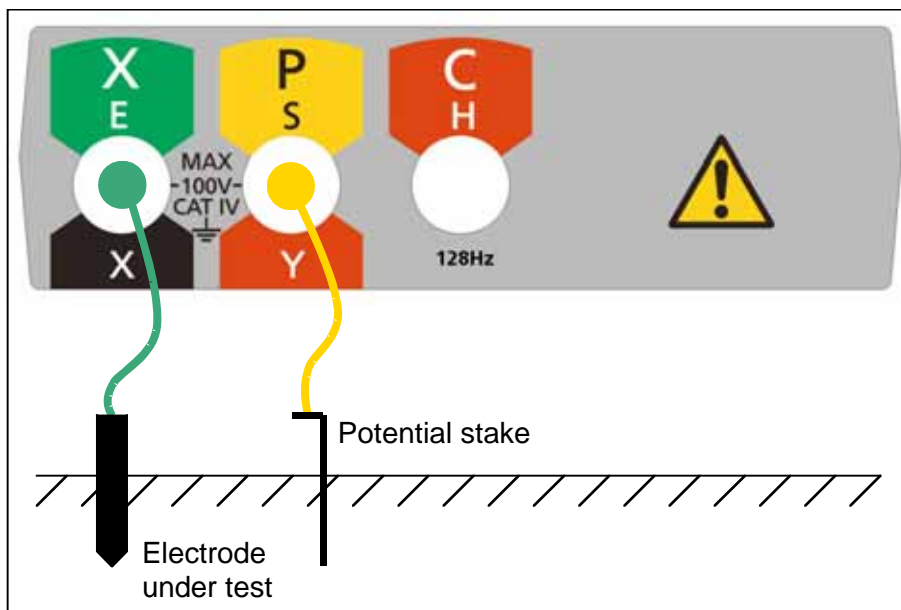 X
E
P
S
C
H
MAX
100V
CAT IV
X
Y
128Hz
Potential stake
Electrode
under test